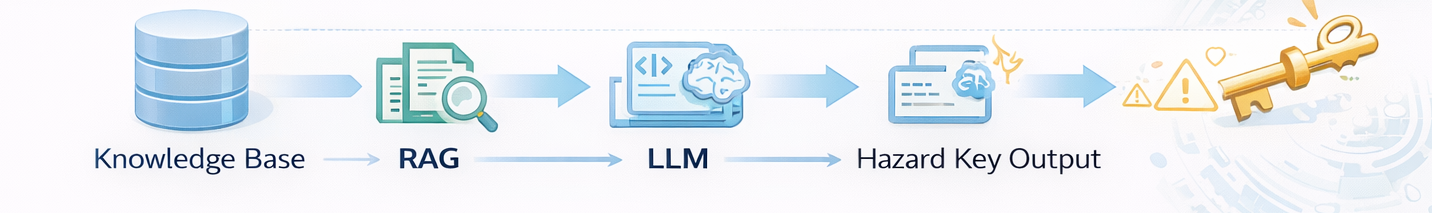 Knowledge Base RAG LLM Hazard Key Output